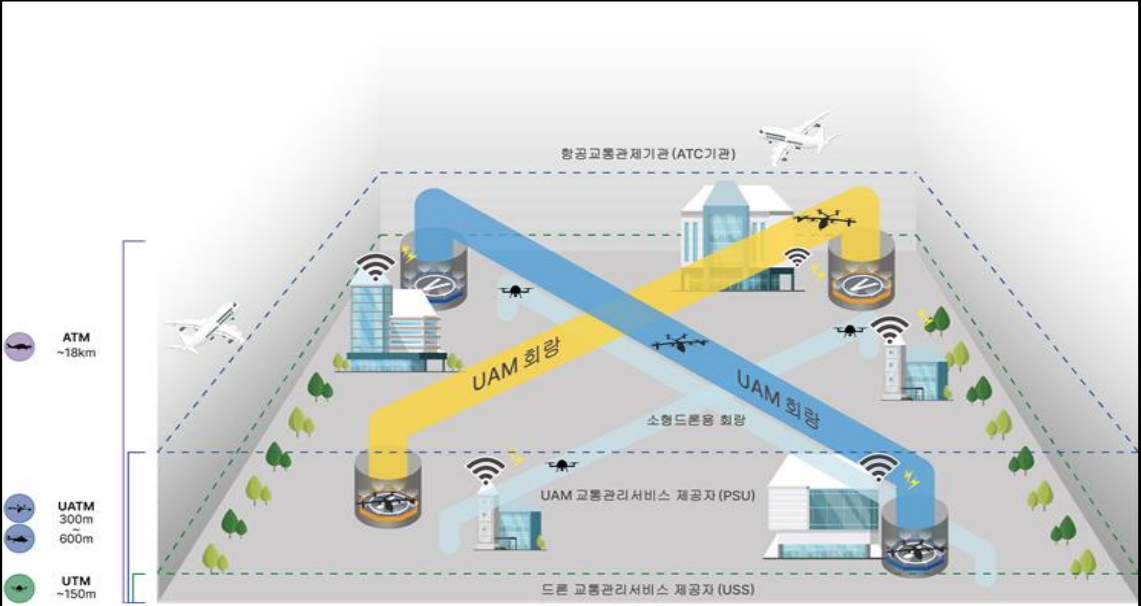 항공교통관제기관(ATC기관)
ATM
~18km
UAM 회랑
UAM 회랑
소형드론용 회랑
UAM 교통관리서비스 제공자(PSU)
UATM
300m
~
600m
UTM
~150m
드론 교통관리서비스 제공자(USS)